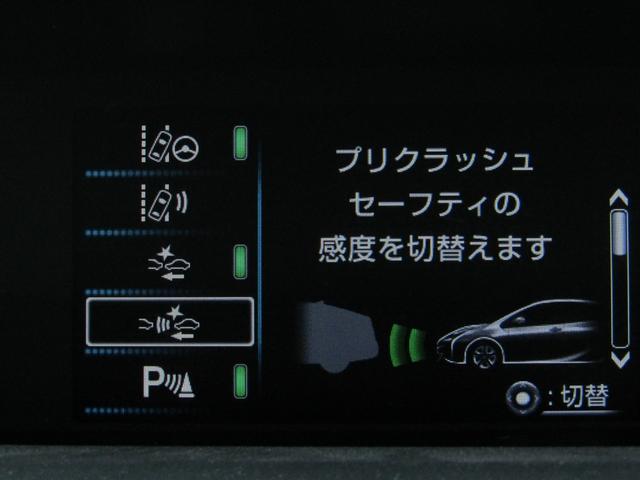 プリクラッシュ
セーフティの
感度を切替えます
P
:切替